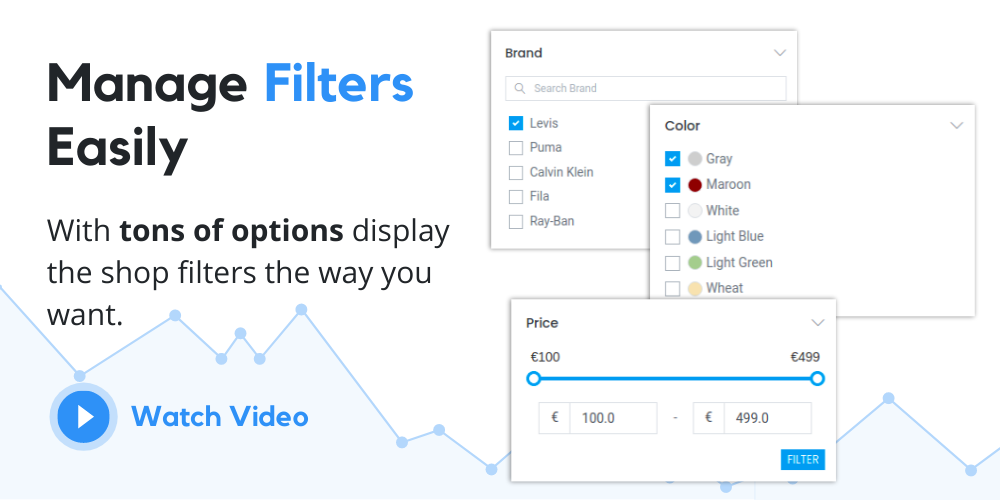 Manage Filters
Easily
With tons of options display
the shop filters the way you
want.
Watch Video
Brand
Search Brand
Levis
Puma
Calvin Klein
Fila
Ray-Ban
Color
Gray
Maroon
White
Light Blue
Light Green
Wheat
Price
€100 €499
€ 100.0 - € 499.0
FILTER